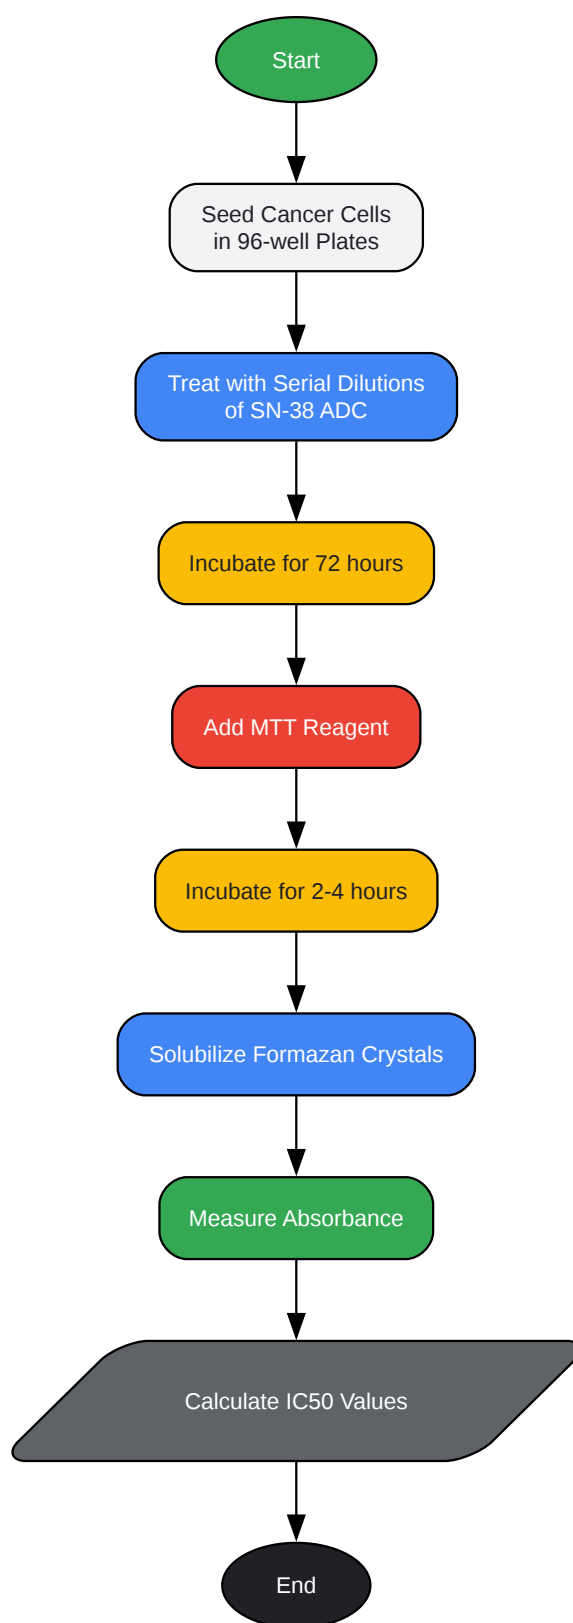 Start
Seed Cancer Cells
in 96-well Plates
Treat with Serial Dilutions
of SN-38 ADC
Incubate for 72 hours
Add MTT Reagent
Incubate for 2-4 hours
Solubilize Formazan Crystals
Measure Absorbance
Calculate IC50 Values
End